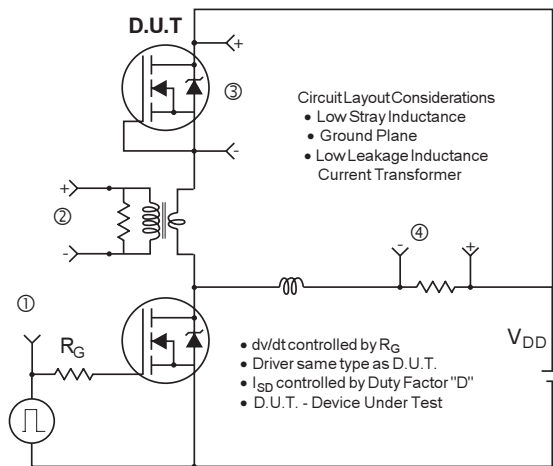 D.U.T
+
③
-
Circuit Layout Considerations
• Low Stray Inductance
• Ground Plane
• Low Leakage Inductance
Current Transformer
+
②
-
④
- +
①
RG
VDD
• dv/dt controlled by RG
• Driver same type as D.U.T.
• ISD controlled by Duty Factor "D"
• D.U.T. - Device Under Test